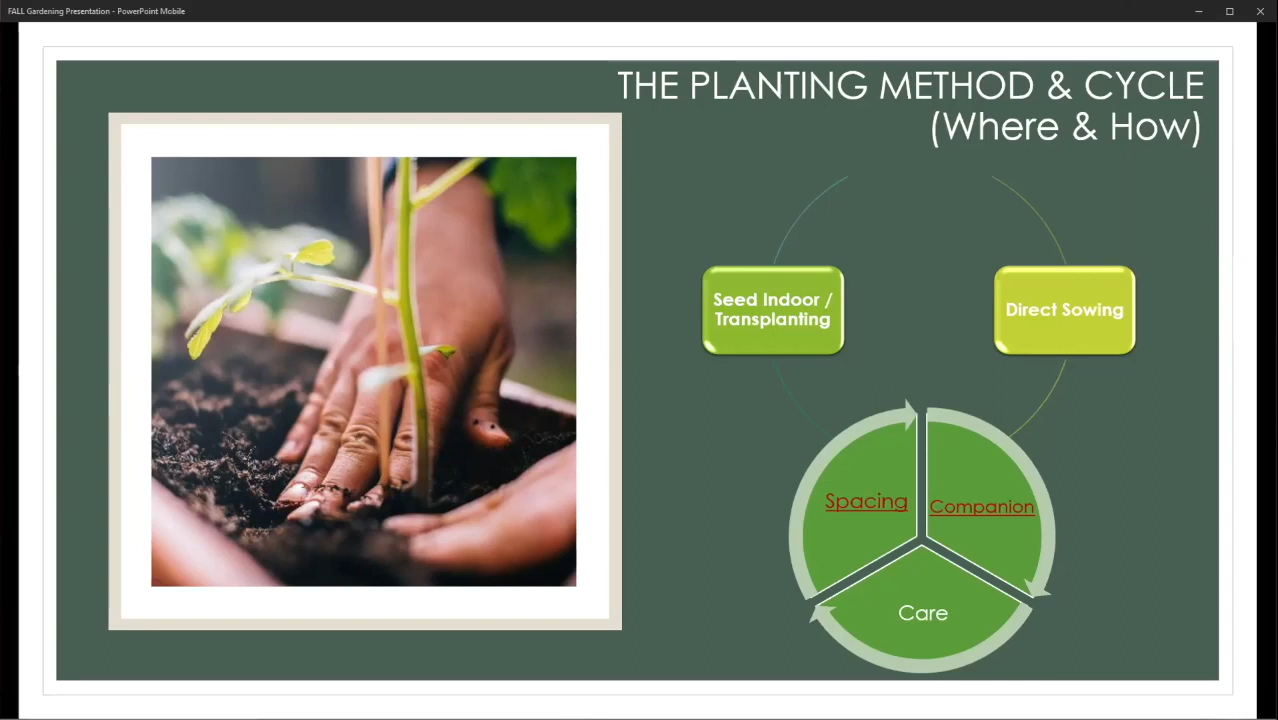 FALL Gardening Presentation - PowerPoint Mobile
THE PLANTING METHOD & CYCLE
(Where & How)
Seed Indoor /
Transplanting
Direct Sowing
Spacing
Companion
Care